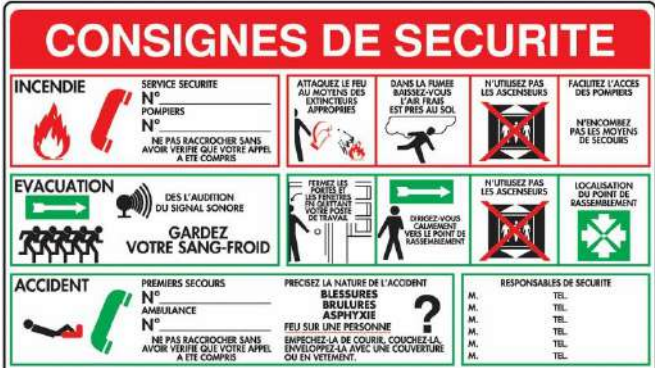 CONSIGNES DE SECURITE
INCENDIE
SERVICE SECURITE
N°
POMPIERS
N°
NE PAS RACCROCHER SANS
AVOIR VERIFIE QUE VOTRE APPEL
A ETE COMPRIS
ATTAQUEZ LE FEU
AU MOYENS DES
EXTINCTEURS
APPROPRIES
DANS LA FUMEE
BAISSEZ-VOUS
L'AIR FRAIS
EST PRES AU SOL
N'UTILISEZ PAS
LES ASCENSEURS
FACILITEZ L'ACCES
DES POMPIERS
N'ENCOMBEZ
PAS LES MOYENS
DE SECOURS
EVACUATION
DES L'AUDITION
DU SIGNAL SONORE
GARDEZ
VOTRE SANG-FROID
FERMEZ LES
PORTES ET
LES FENETRES
EN QUITTANT
VOTRE POSTE
DE TRAVAIL
DIRIGEZ-VOUS
CALMEMENT
VERS LE POINT DE
RASSEMBLEMENT
N'UTILISEZ PAS
LES ASCENSEURS
LOCALISATION
DU POINT DE
RASSEMBLEMENT
ACCIDENT
PREMIERS SECOURS
N°
AMBULANCE
N°
NE PAS RACCROCHER SANS
AVOIR VERIFIE QUE VOTRE APPEL
A ETE COMPRIS
PRECISEZ LA NATURE DE L'ACCIDENT
BLESSURES
BRULURES
ASPHYXIE
?
FEU SUR UNE PERSONNE
EMPECHEZ-LA DE COURIR, COUCHEZ-LA,
ENVELOPPEZ-LA AVEC UNE COUVERTURE
OU EN VETEMENT.
RESPONSABLES DE SECURITE
M. TEL.
M. TEL.
M. TEL.
M. TEL.
M. TEL.
M. TEL.